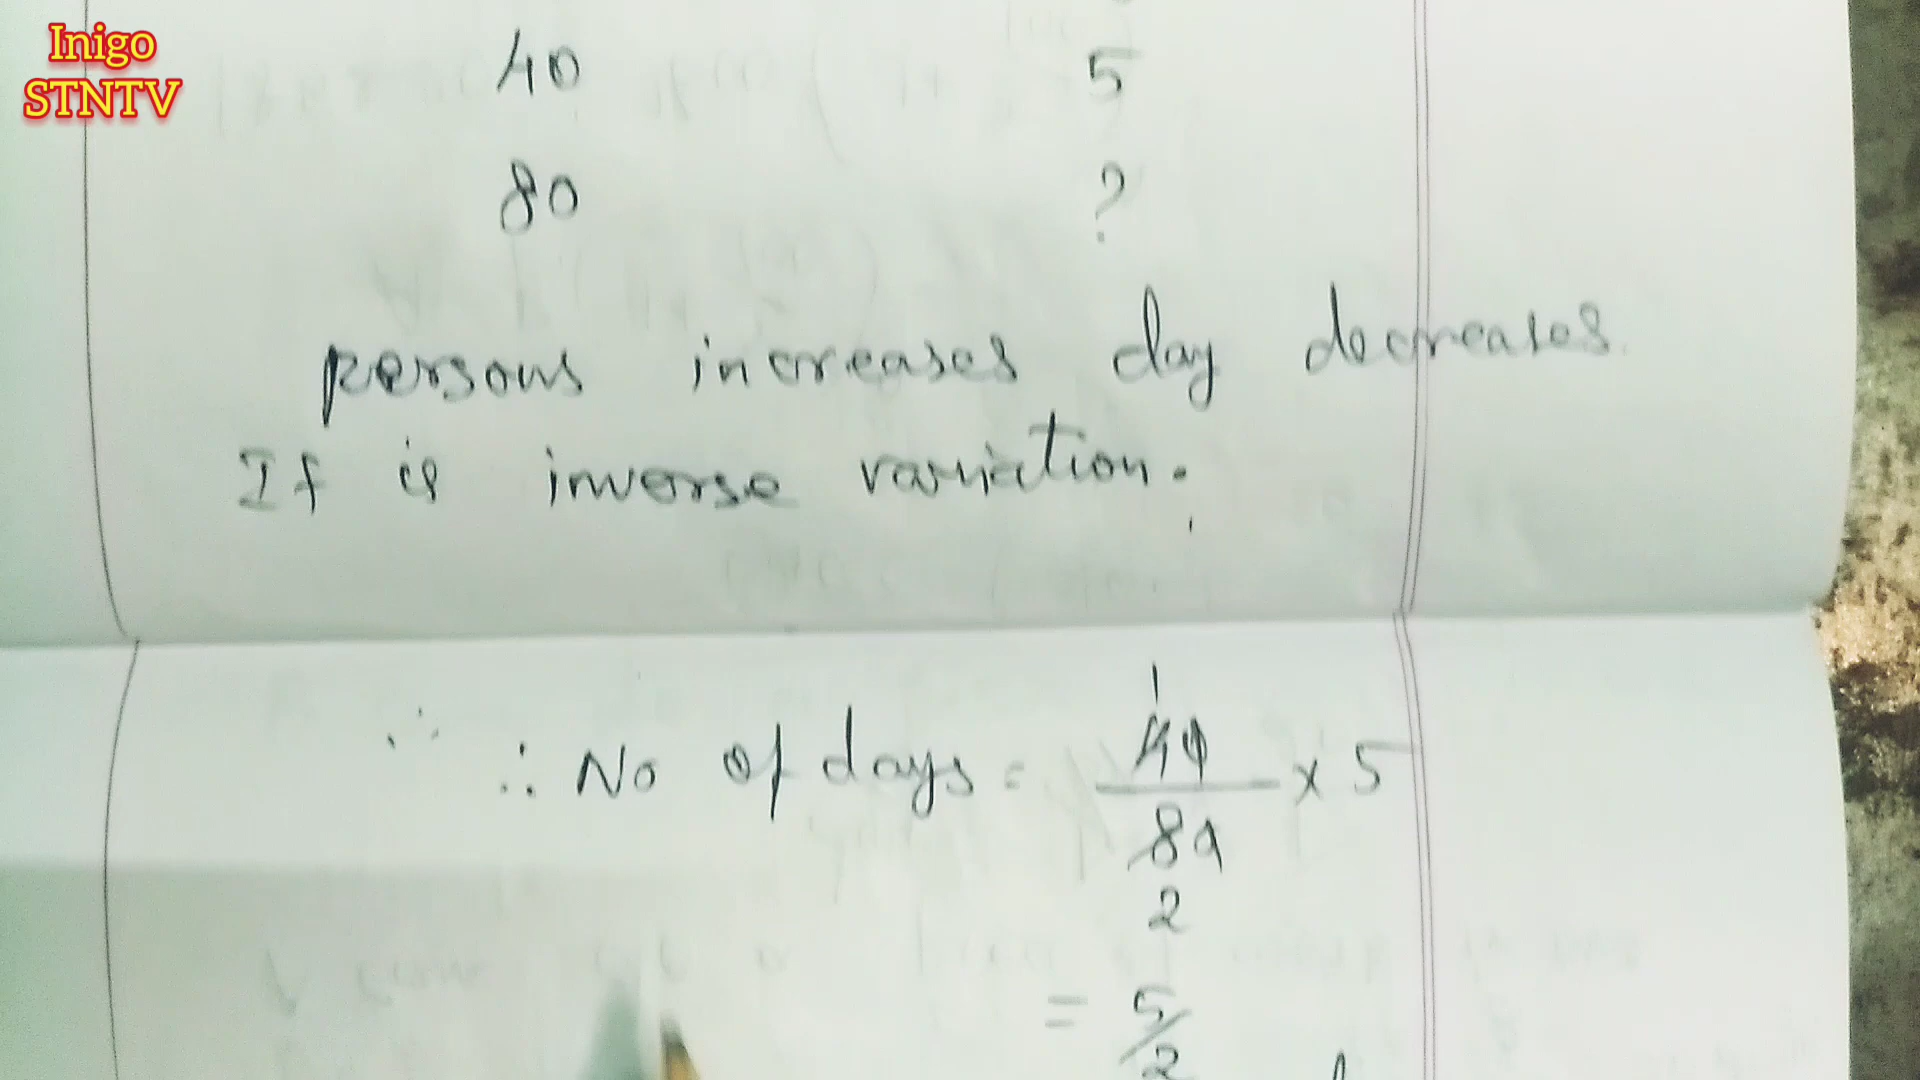 Inigo
STNTV
40 5
80 ?
persons increases day decreases.
It is inverse variation.
∴ No of days = 40/80 × 5
1
2
= 5/2